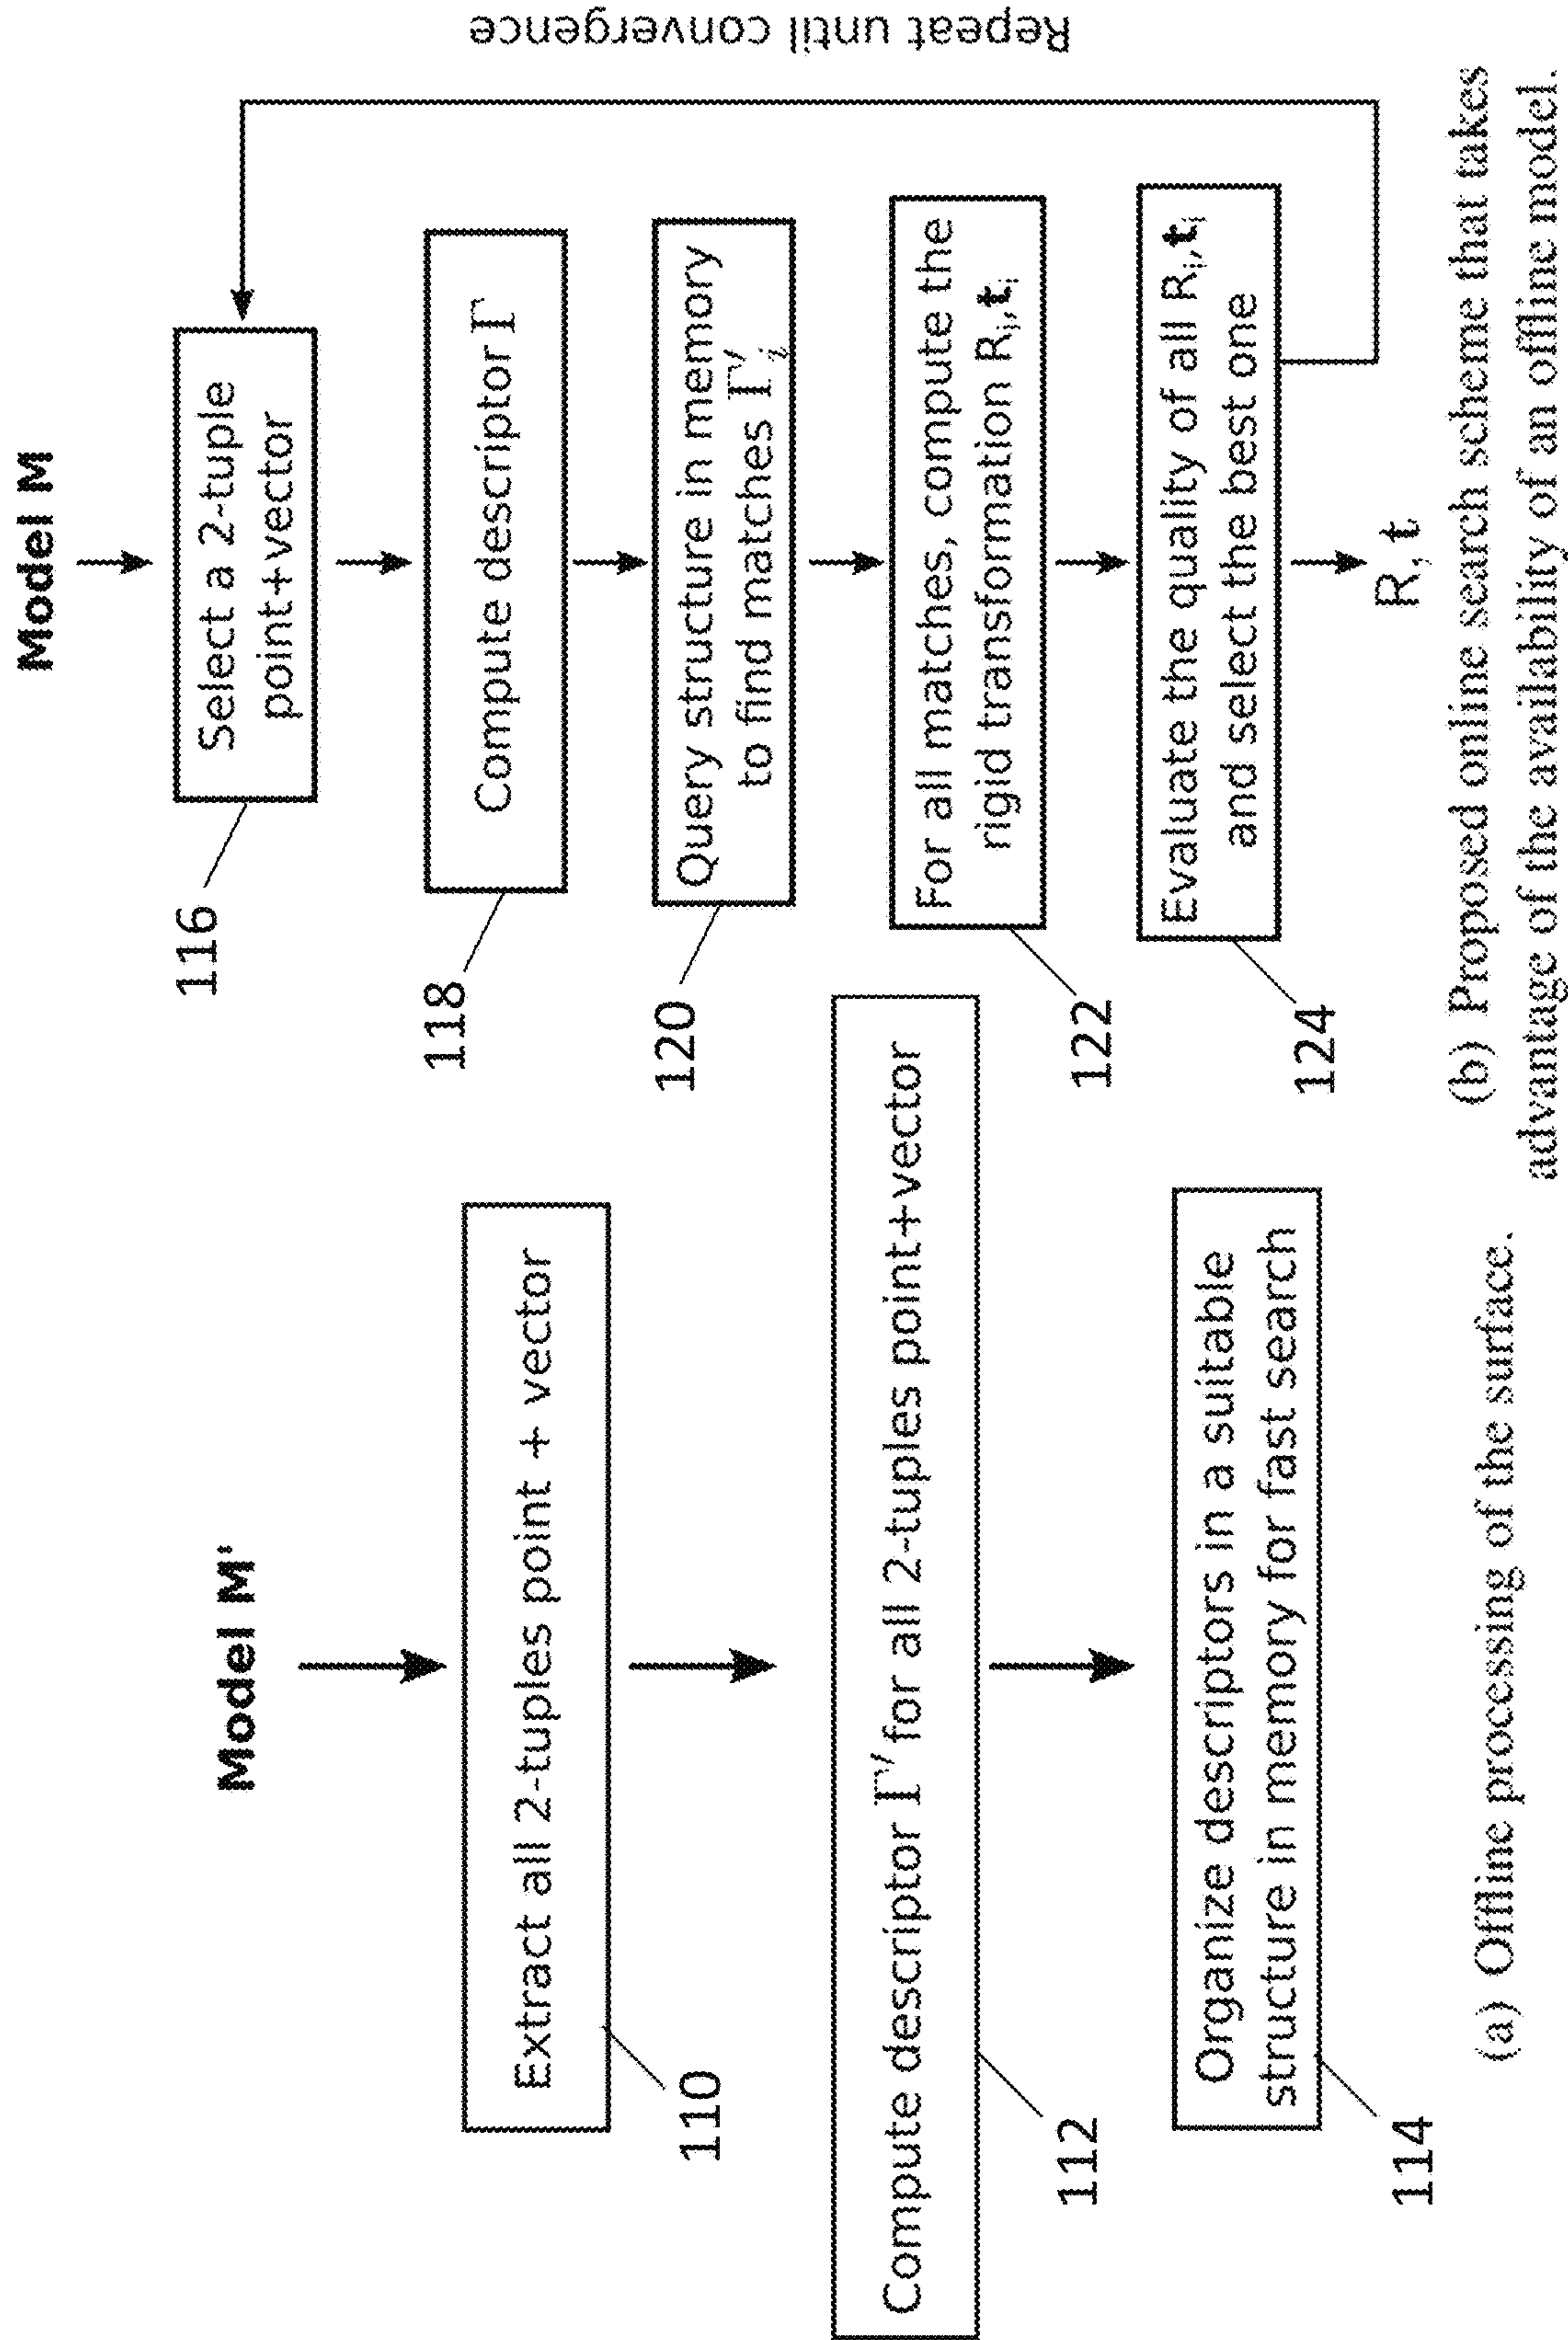 Model M'
Extract all 2-tuples point + vector
110
Compute descriptor Γ′ for all 2-tuples point+vector
112
Organize descriptors in a suitable
structure in memory for fast search
114
(a) Offline processing of the surface.
Model M
Select a 2-tuple
point+vector
116
Compute descriptor Γ
118
Query structure in memory
to find matches Γ′ᵢ
120
For all matches, compute the
rigid transformation Rᵢ,tᵢ
122
Evaluate the quality of all Rᵢ,tᵢ
and select the best one
124
R, t
Repeat until convergence
(b) Proposed online search scheme that takes
advantage of the availability of an offline model.